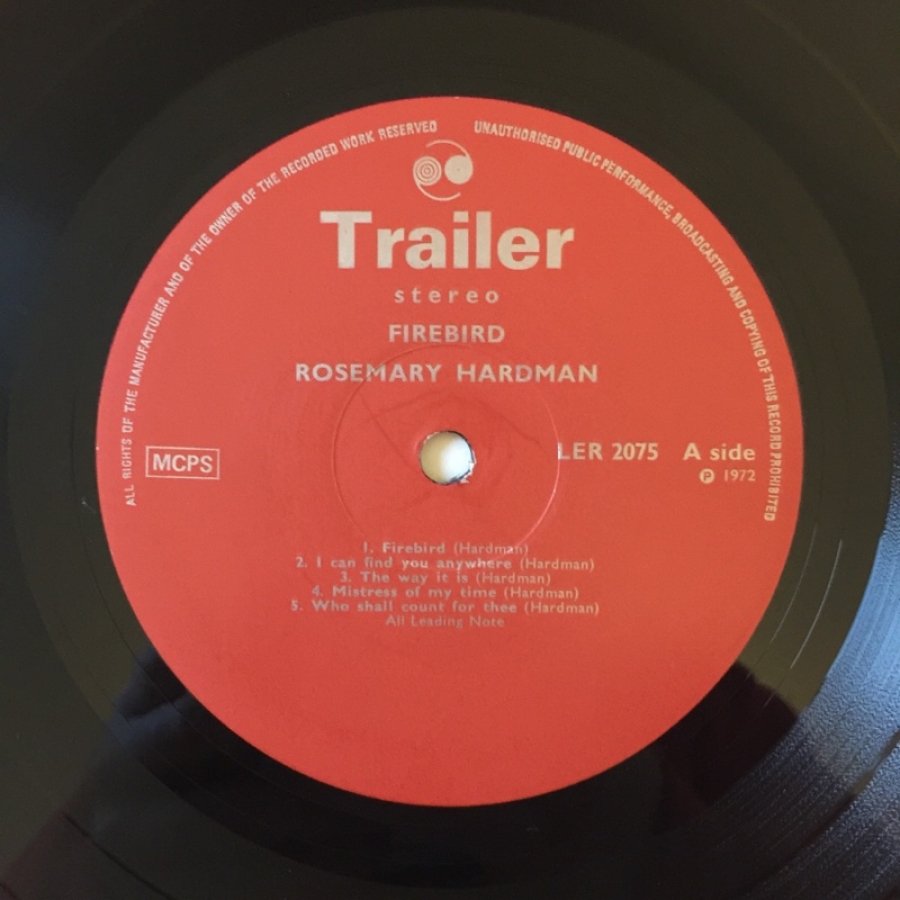 ALL RIGHTS OF THE MANUFACTURER AND OF THE OWNER OF THE RECORDED WORK RESERVED
UNAUTHORISED PUBLIC PERFORMANCE, BROADCASTING AND COPYING OF THIS RECORD PROHIBITED
Trailer
stereo
FIREBIRD
ROSEMARY HARDMAN
MCPS
LER 2075 A side
℗ 1972
1. Firebird (Hardman)
2. I can find you anywhere (Hardman)
3. The way it is (Hardman)
4. Mistress of my time (Hardman)
5. Who shall count for thee (Hardman)
All Leading Note